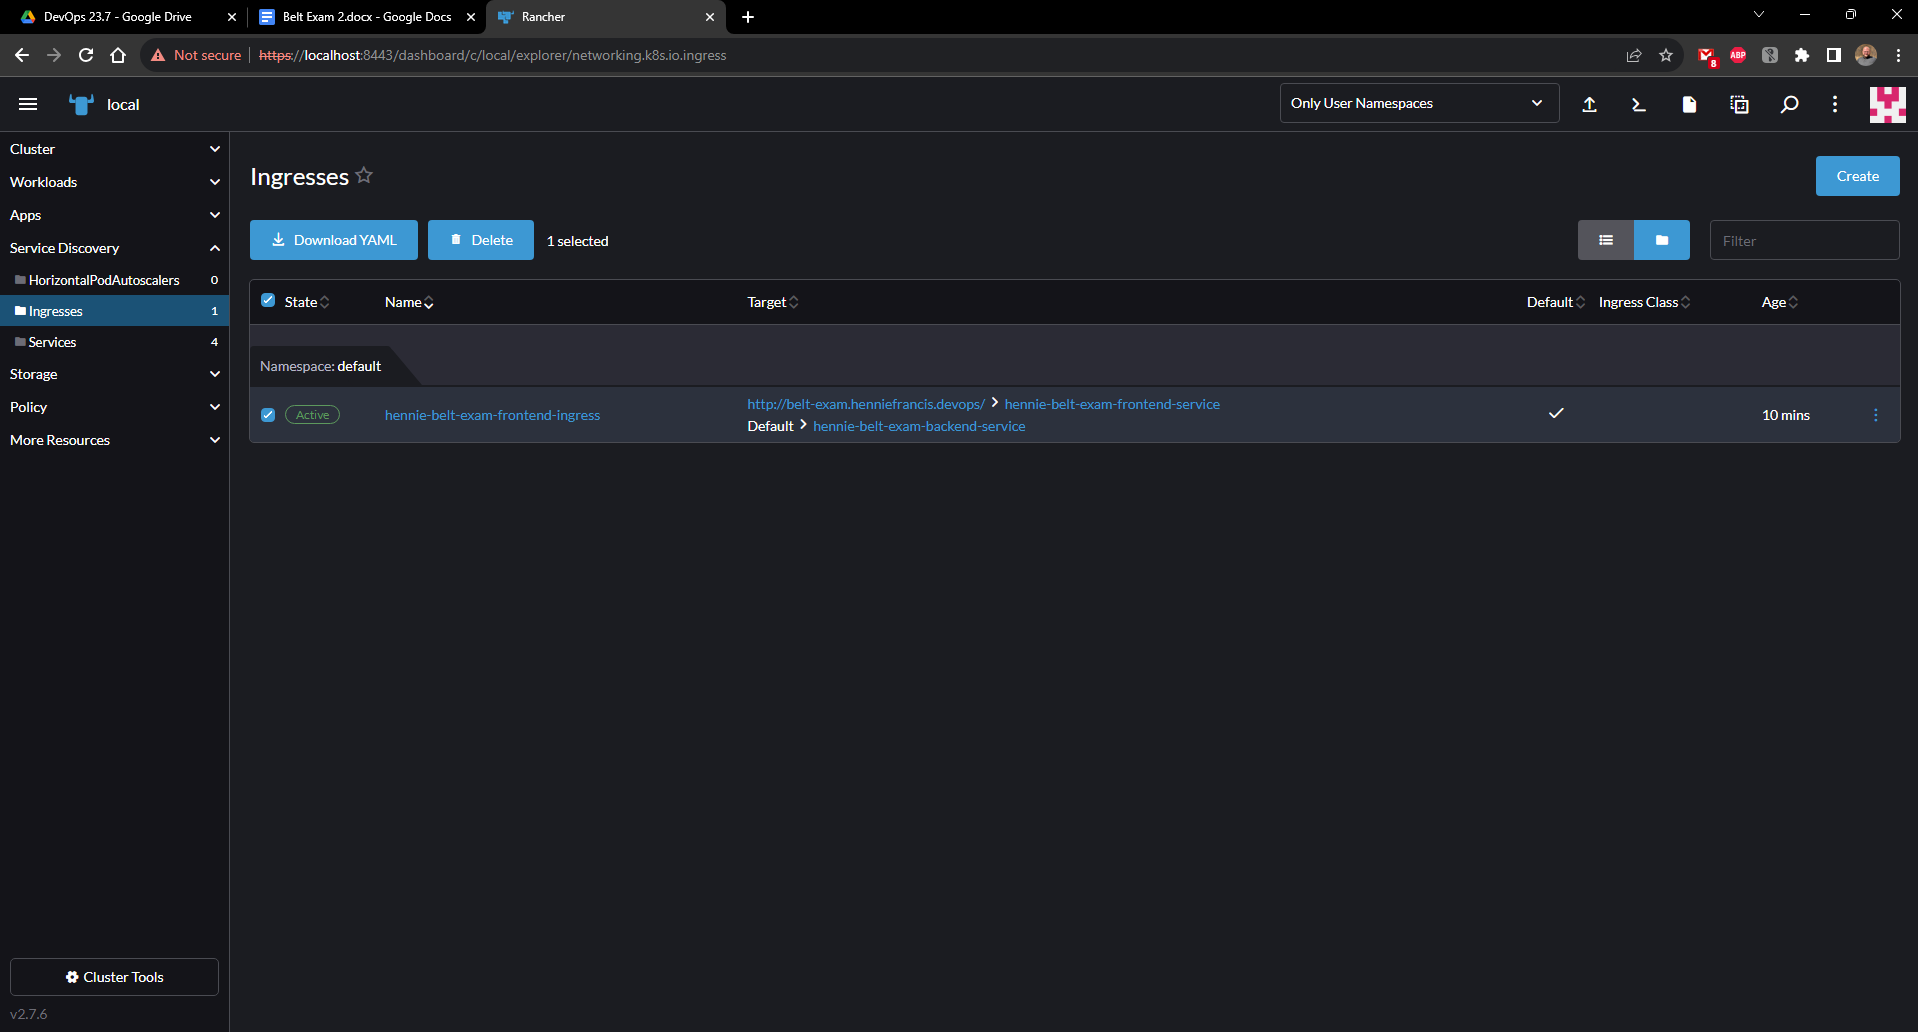 DevOps 23.7 - Google Drive
Belt Exam 2.docx - Google Docs
Rancher
Not secure https://localhost:8443/dashboard/c/local/explorer/networking.k8s.io.ingress
8
ABP
local
Only User Namespaces
Cluster
Workloads
Apps
Service Discovery
HorizontalPodAutoscalers 0
Ingresses 1
Services 4
Storage
Policy
More Resources
Cluster Tools
v2.7.6
Ingresses
Create
Download YAML
Delete
1 selected
Filter
State Name Target Default Ingress Class Age
Namespace: default
Active hennie-belt-exam-frontend-ingress
http://belt-exam.henniefrancis.devops/ hennie-belt-exam-frontend-service
Default hennie-belt-exam-backend-service
10 mins